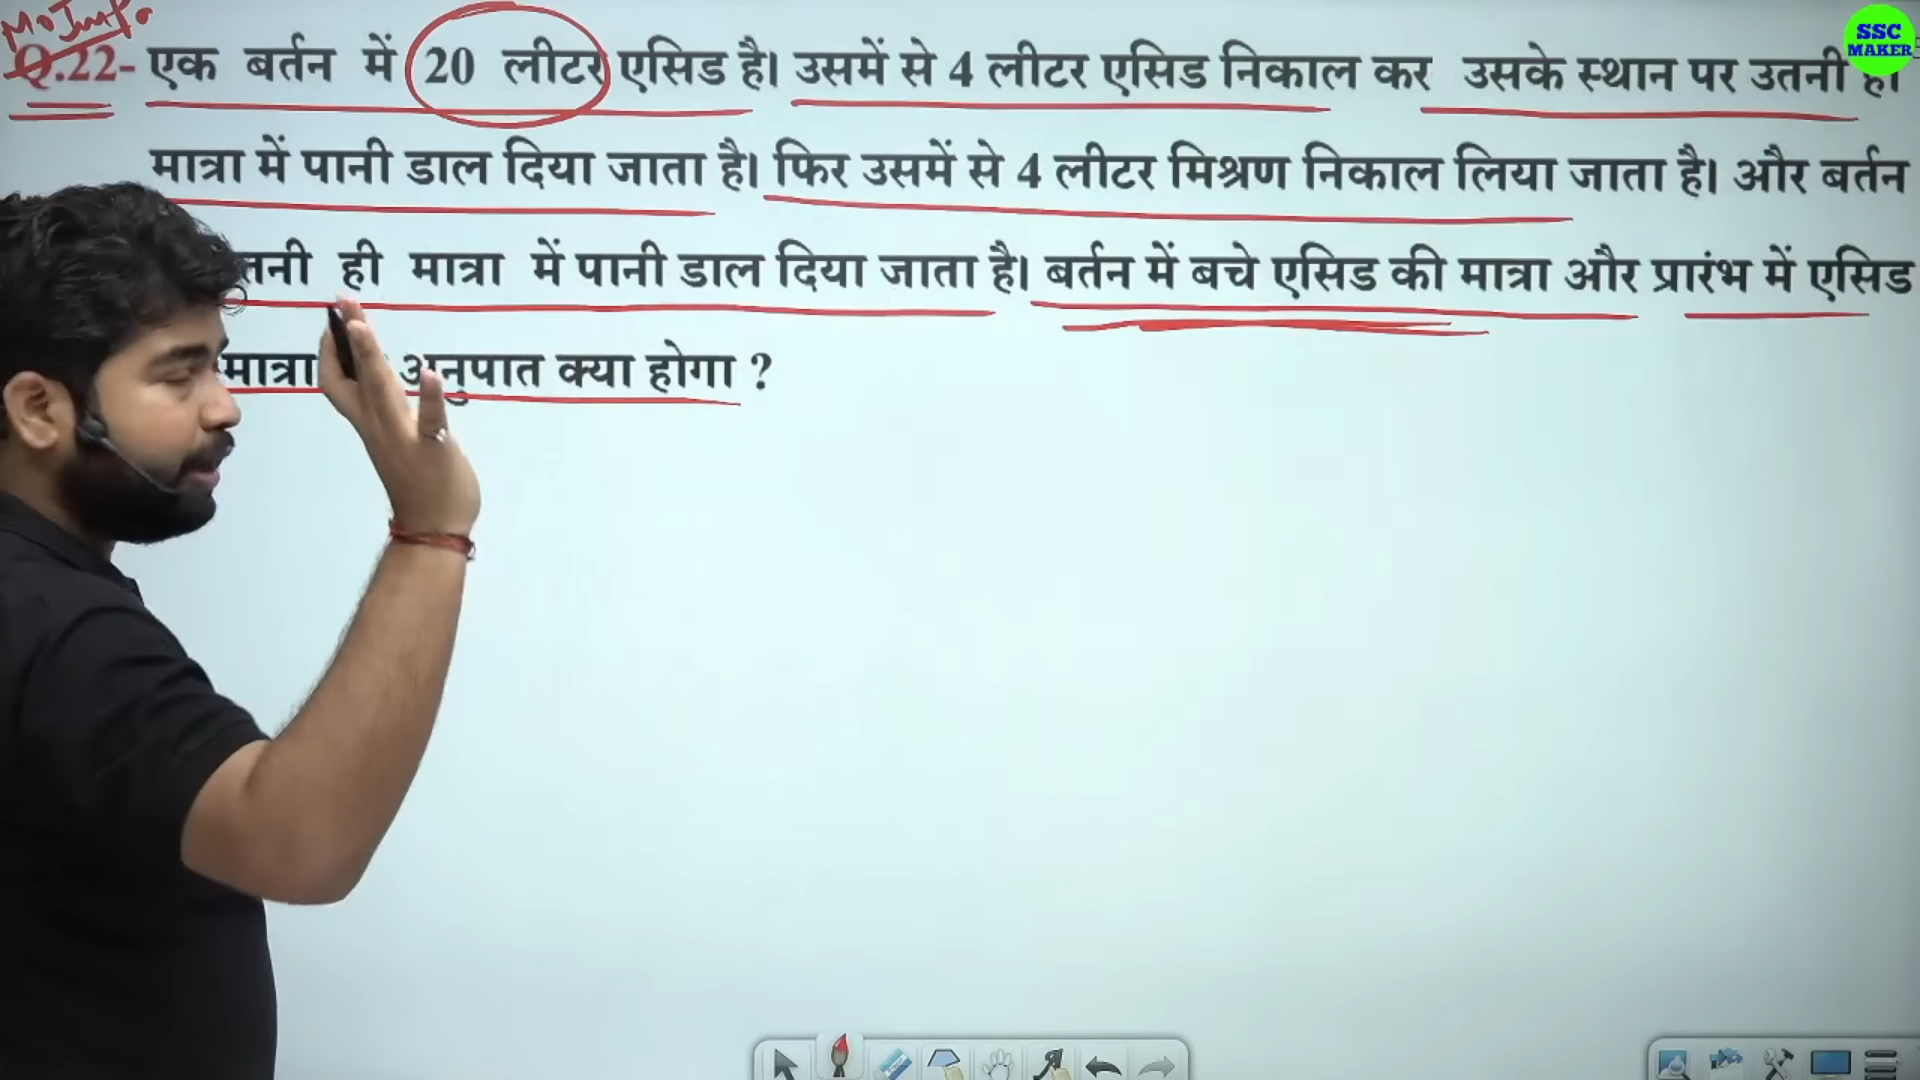 Q.22- एक बर्तन में 20 लीटर एसिड है। उसमें से 4 लीटर एसिड निकाल कर उसके स्थान पर उतनी ही
मात्रा में पानी डाल दिया जाता है। फिर उसमें से 4 लीटर मिश्रण निकाल लिया जाता है। और बर्तन
ही मात्रा में पानी डाल दिया जाता है। बर्तन में बचे एसिड की मात्रा और प्रारंभ में एसिड
मात्रा अनुपात क्या होगा ?
SSC
MAKER